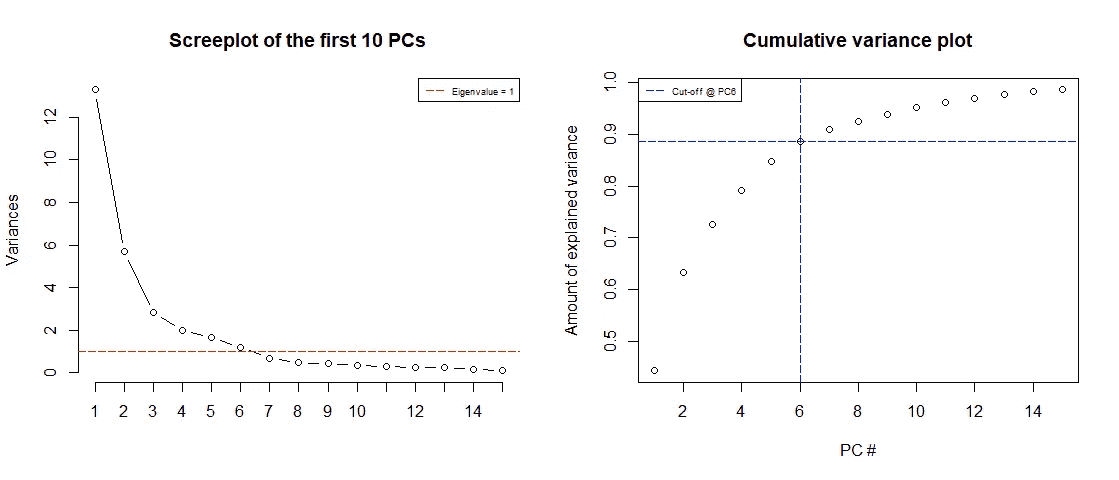 Screeplot of the first 10 PCs
Eigenvalue = 1
Variances
12
10
8
6
4
2
0
1 2 3 4 5 6 7 8 9 10 12 14
Cumulative variance plot
Cut-off @ PC6
Amount of explained variance
1.0
0.9
0.8
0.7
0.6
0.5
2 4 6 8 10 12 14
PC #